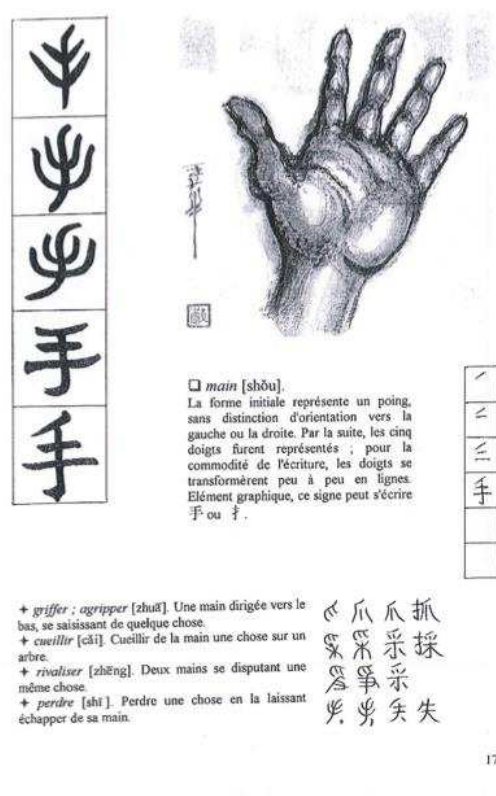 手
手
❑ main [shǒu].
La forme initiale représente un poing,
sans distinction d'orientation vers la
gauche ou la droite. Par la suite, les cinq
doigts furent représentés ; pour la
commodité de l'écriture, les doigts se
transformèrent peu à peu en lignes.
Elément graphique, ce signe peut s'écrire
手 ou 扌.
手
✦ griffer ; agripper [zhuā]. Une main dirigée vers le
bas, se saisissant de quelque chose.
✦ cueillir [cǎi]. Cueillir de la main une chose sur un
arbre.
✦ rivaliser [zhēng]. Deux mains se disputant une
même chose.
✦ perdre [shī]. Perdre une chose en la laissant
échapper de sa main.
爪 爪 抓
采 採
失 失
17